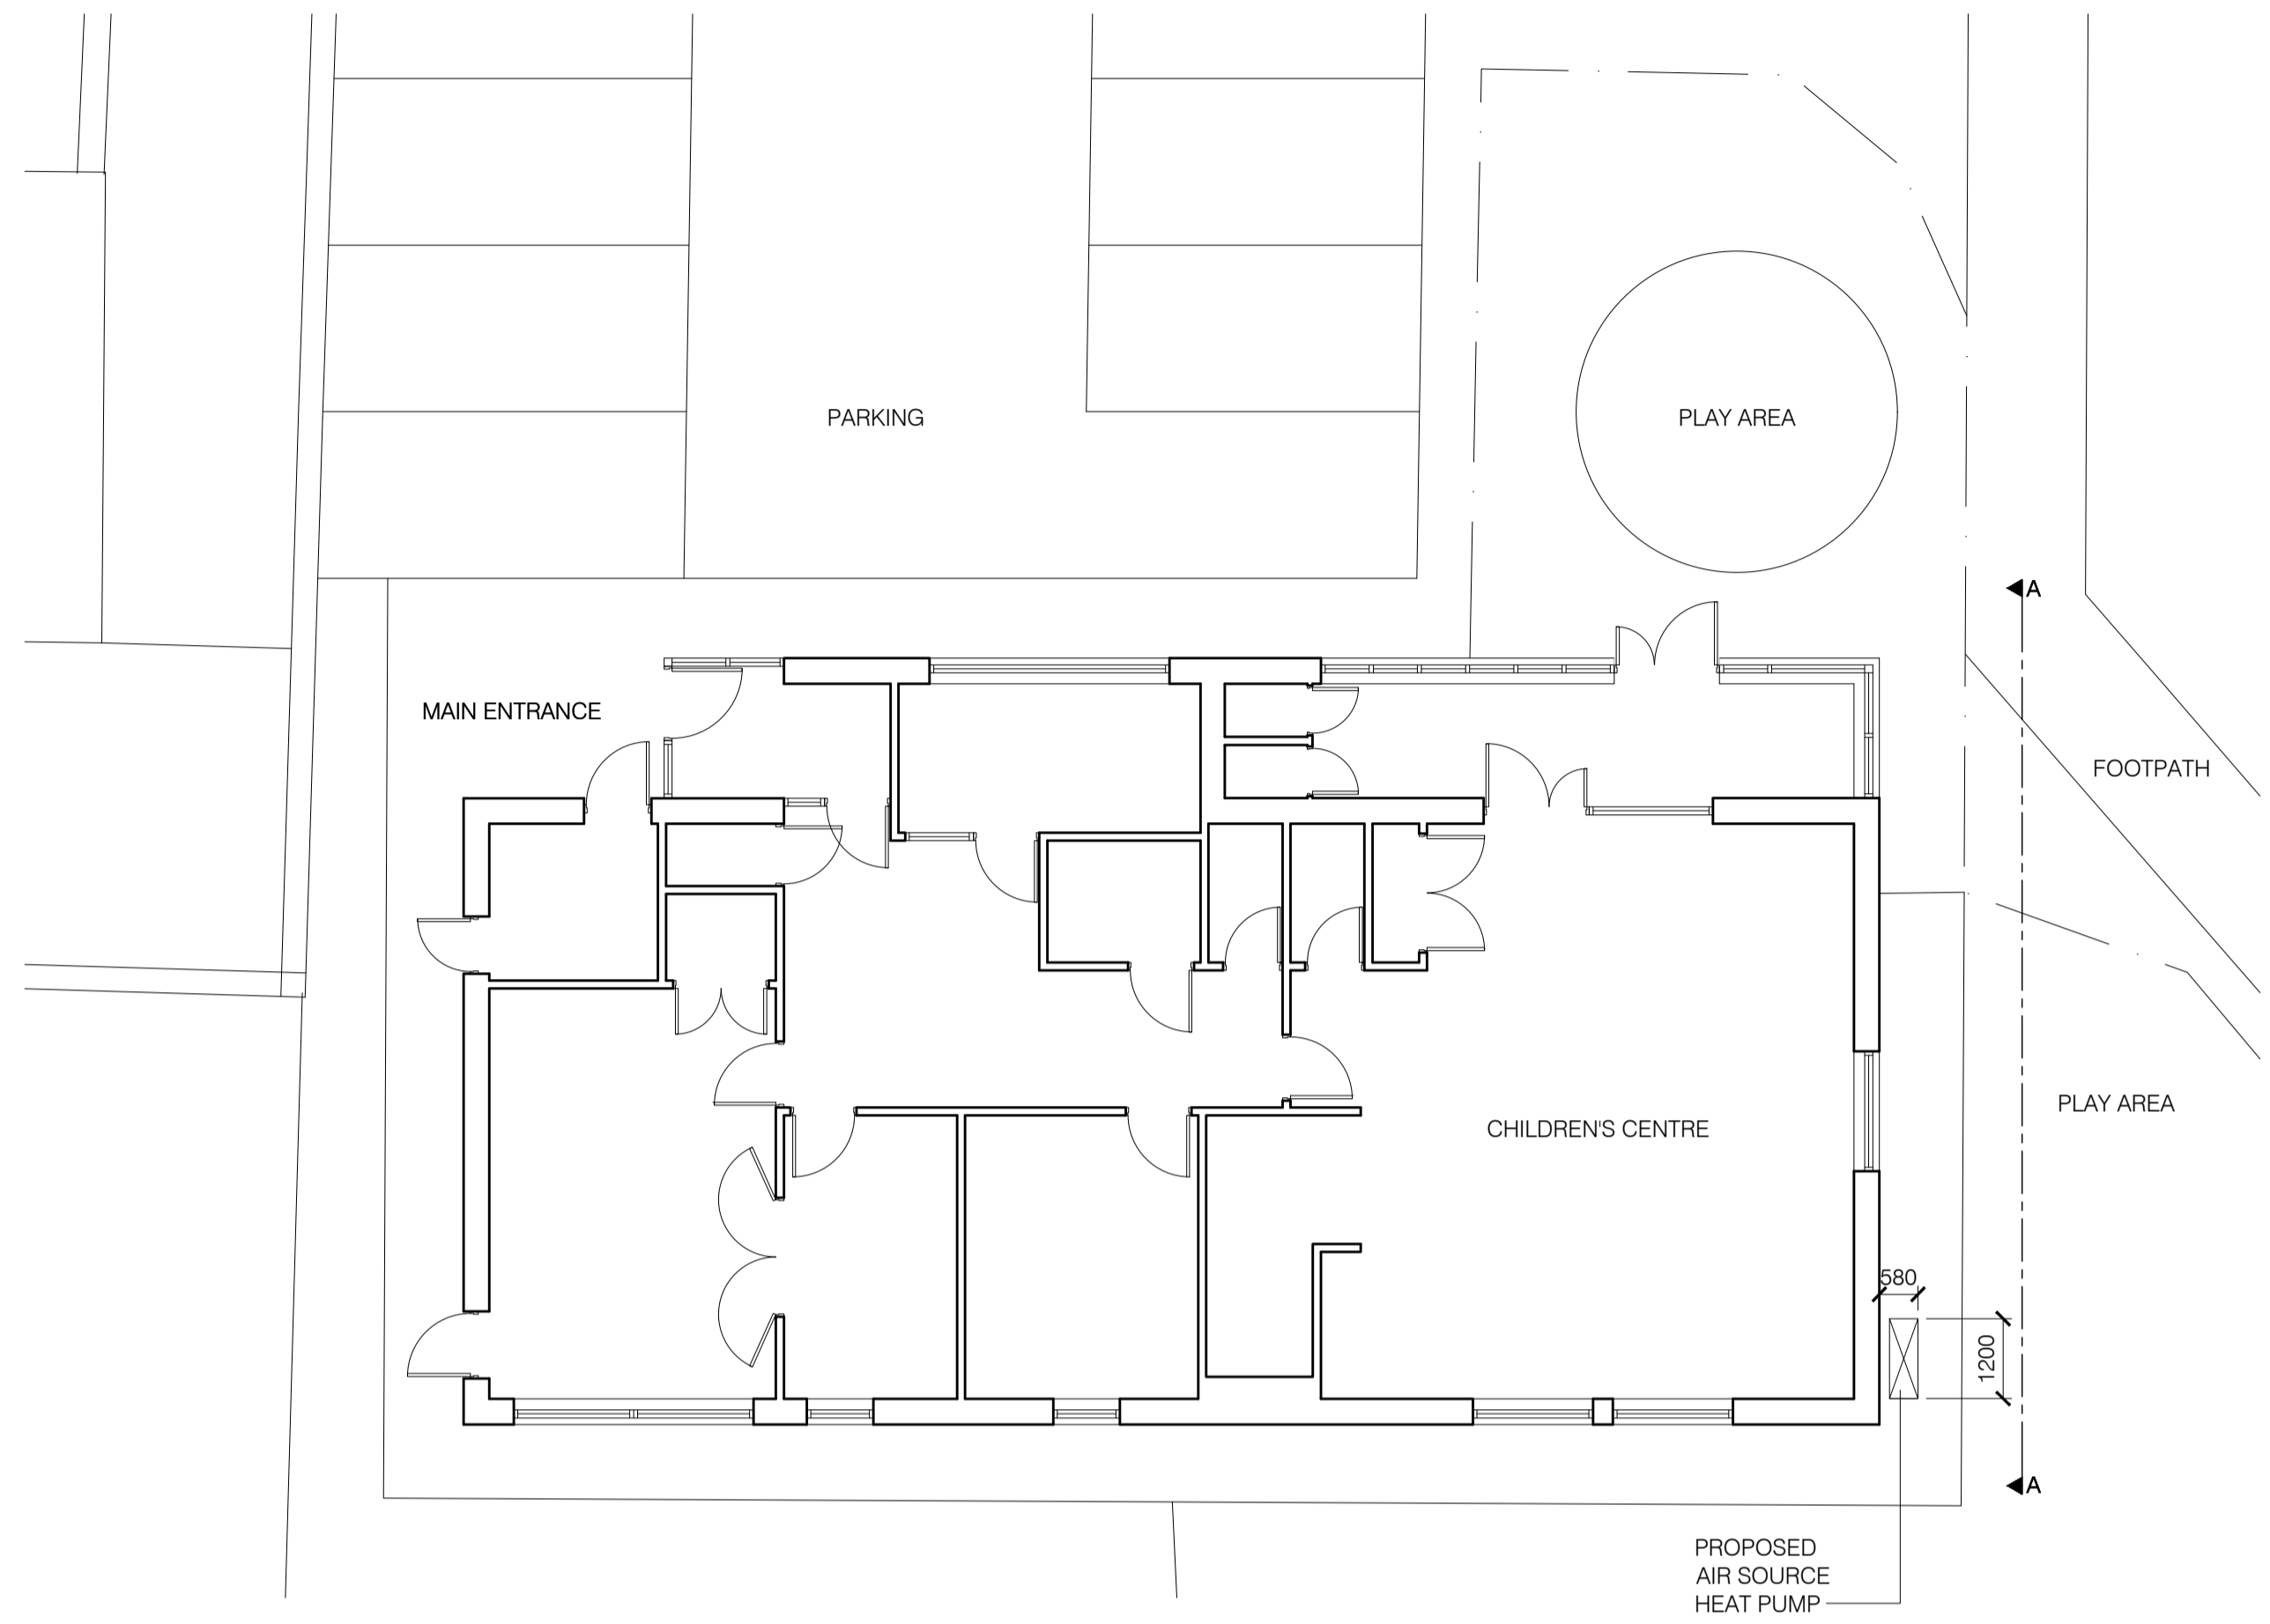 PARKING
PLAY AREA
A
MAIN ENTRANCE
FOOTPATH
PLAY AREA
CHILDREN'S CENTRE
580
1200
A
PROPOSED
AIR SOURCE
HEAT PUMP